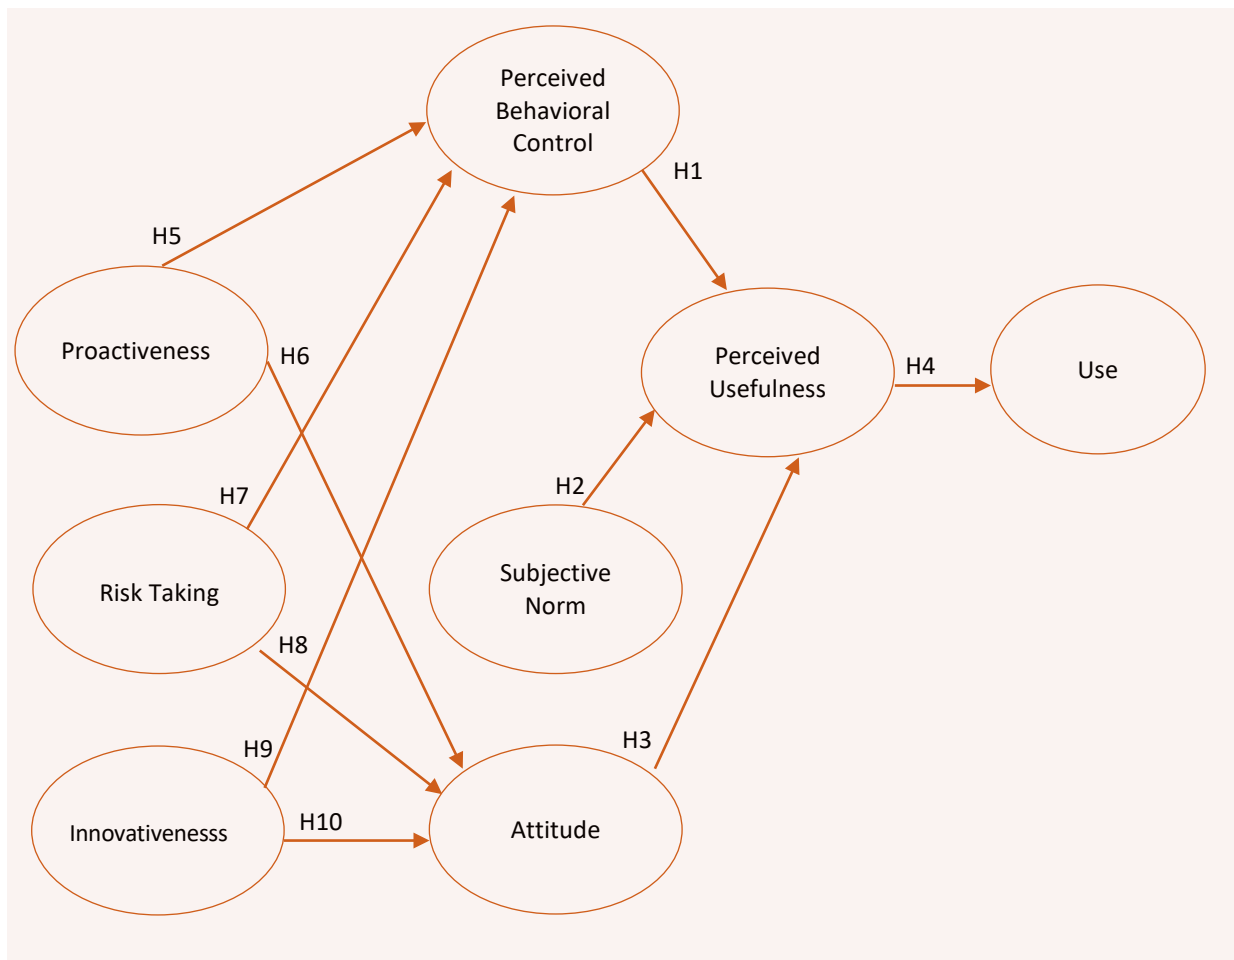 Perceived
Behavioral
Control
H1
H5
Proactiveness
H6
Perceived
Usefulness
H4
Use
H7
H2
Risk Taking
Subjective
Norm
H8
H3
H9
Innovativenesss
H10
Attitude